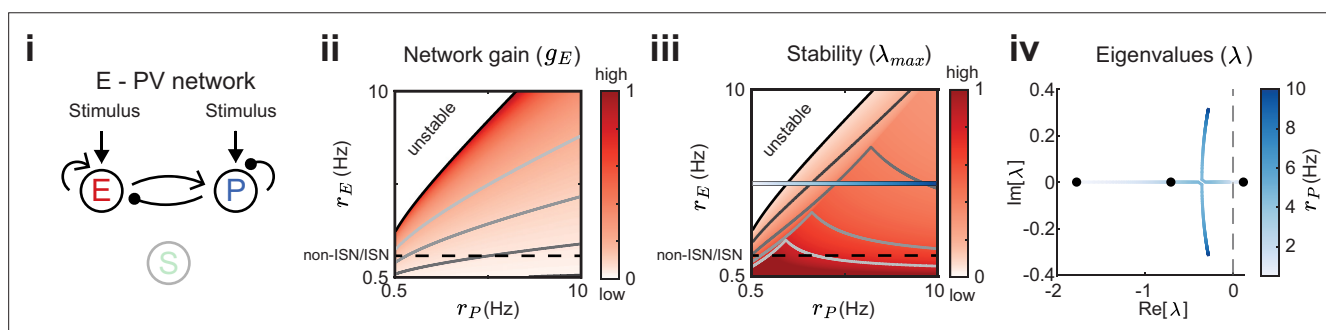 i
E - PV network
Stimulus Stimulus
E P
S
ii
Network gain (g_E)
high
1
10
unstable
r_E (Hz)
non-ISN/ISN
0.5
0.5 10
r_P (Hz)
0
low
iii
Stability (λ_max)
high
1
10
unstable
r_E (Hz)
non-ISN/ISN
0.5
0.5 10
r_P (Hz)
0
low
iv
Eigenvalues (λ)
0.4
0.2
0
-0.2
-0.4
Im[λ]
-2 -1 0
Re[λ]
10
8
6
4
2
r_P (Hz)